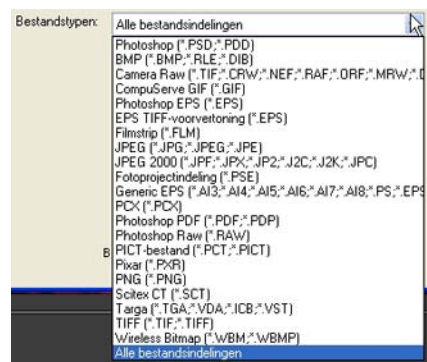 Bestandstypen: Alle bestandsindelingen
Photoshop (*.PSD;*.PDD)
BMP (*.BMP;*.RLE;*.DIB)
Camera Raw (*.TIF;*.CRW;*.NEF;*.RAF;*.ORF;*.MRW;*.D
CompuServe GIF (*.GIF)
Photoshop EPS (*.EPS)
EPS TIFF-voorvertoning (*.EPS)
Filmstrip (*.FLM)
JPEG (*.JPG;*.JPEG;*.JPE)
JPEG 2000 (*.JPF;*.JPX;*.JP2;*.J2C;*.J2K;*.JPC)
Fotoprojectindeling (*.PSE)
Generic EPS (*.AI3;*.AI4;*.AI5;*.AI6;*.AI7;*.AI8;*.PS;*.EPS
PCX (*.PCX)
Photoshop PDF (*.PDF;*.PDP)
Photoshop Raw (*.RAW)
B PICT-bestand (*.PCT;*.PICT)
Pixar (*.PXR)
PNG (*.PNG)
Scitex CT (*.SCT)
Targa (*.TGA;*.VDA;*.ICB;*.VST)
TIFF (*.TIF;*.TIFF)
Wireless Bitmap (*.WBM;*.WBMP)
Alle bestandsindelingen